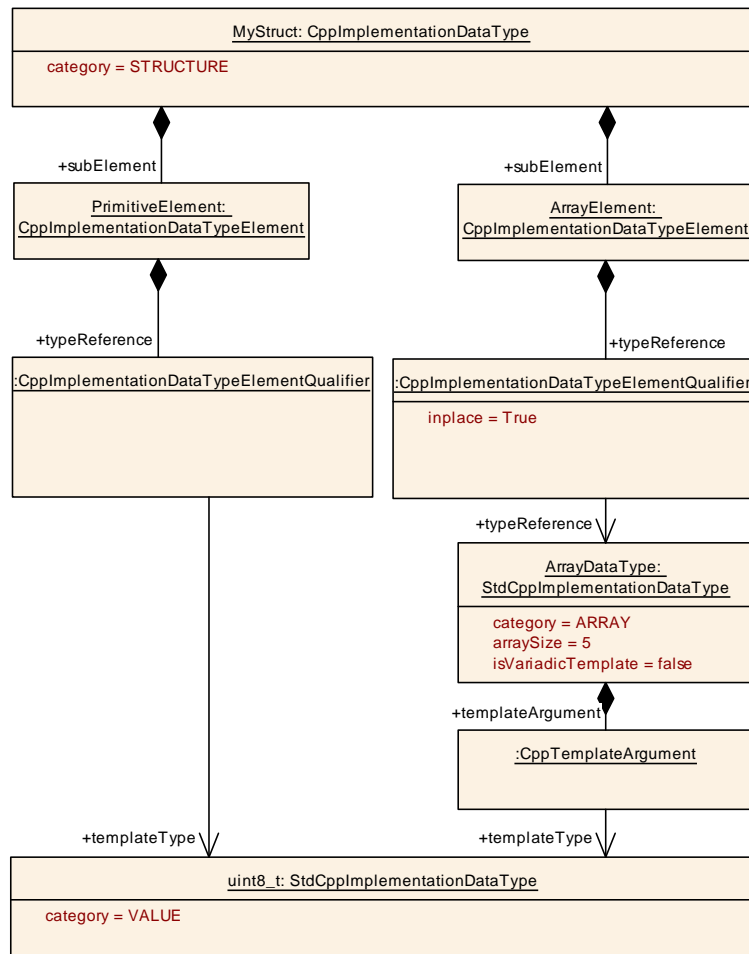 MyStruct: CppImplementationDataType
category = STRUCTURE
+subElement
+subElement
PrimitiveElement:
CppImplementationDataTypeElement
ArrayElement:
CppImplementationDataTypeElement
+typeReference
+typeReference
:CppImplementationDataTypeElementQualifier
:CppImplementationDataTypeElementQualifier
inplace = True
+typeReference
ArrayDataType:
StdCppImplementationDataType
category = ARRAY
arraySize = 5
isVariadicTemplate = false
+templateArgument
:CppTemplateArgument
+templateType
+templateType
uint8_t: StdCppImplementationDataType
category = VALUE